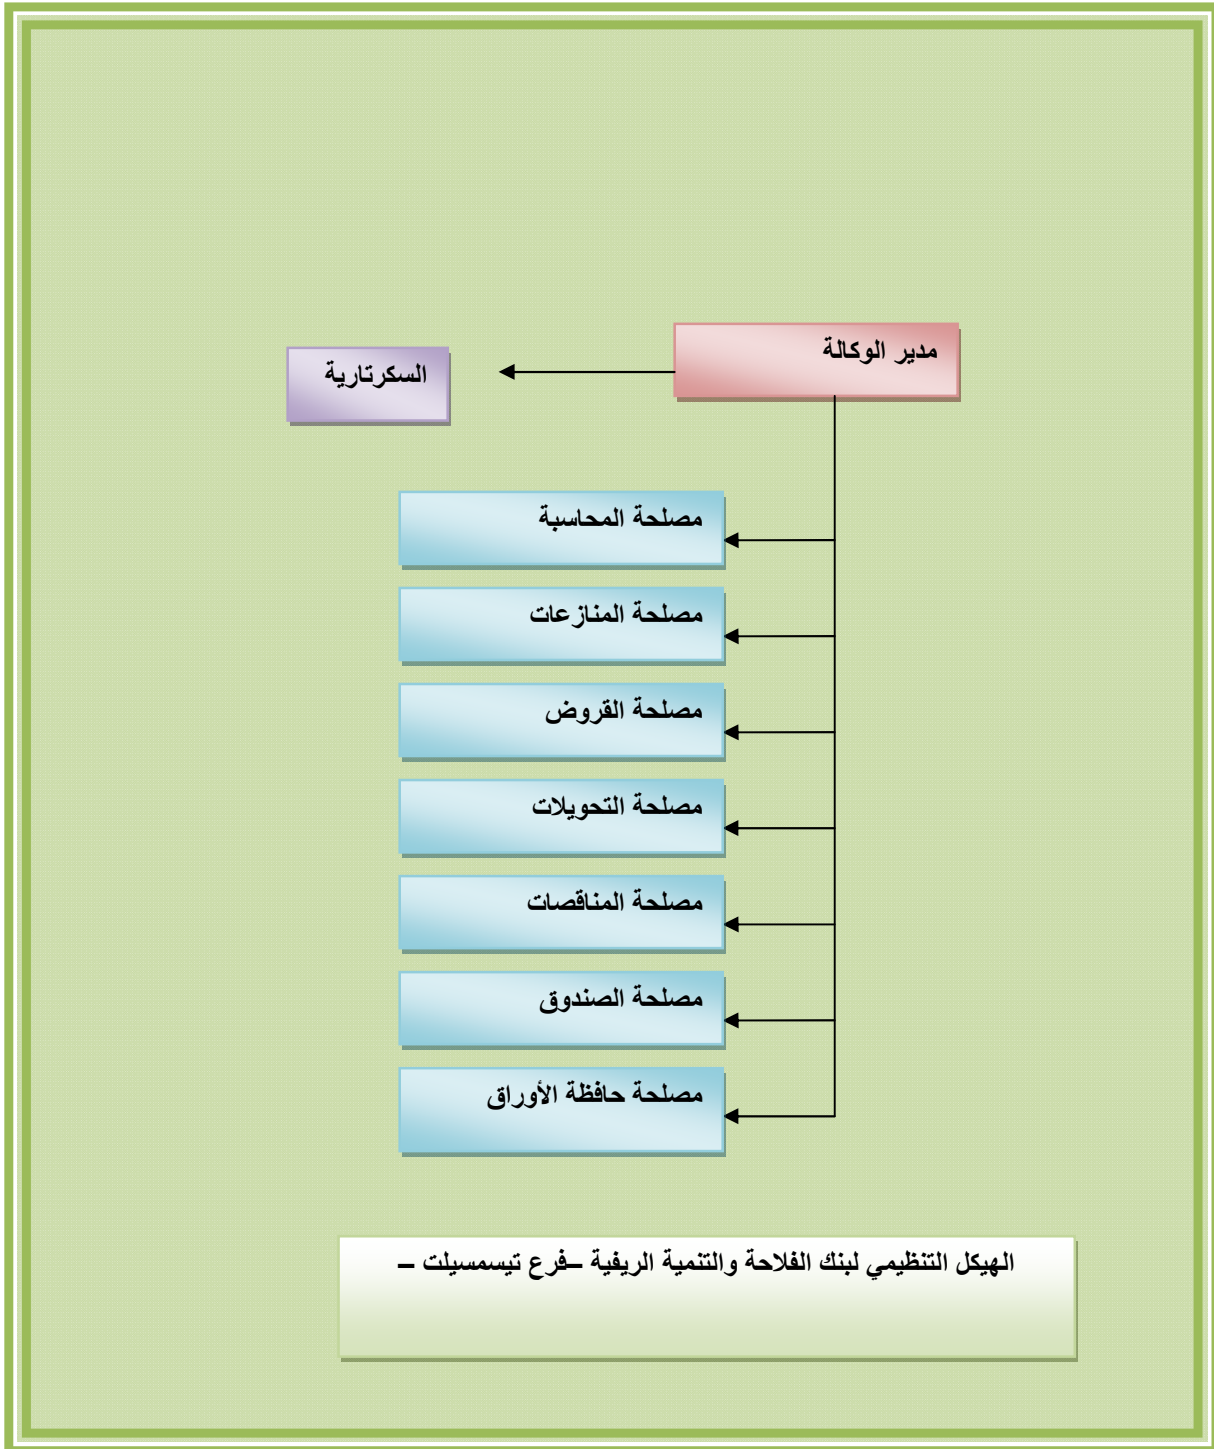 مدير الوكالة
السكرتارية
مصلحة المحاسبة
مصلحة المنازعات
مصلحة القروض
مصلحة التحويلات
مصلحة المناقصات
مصلحة الصندوق
مصلحة حافظة الأوراق
الهيكل التنظيمي لبنك الفلاحة والتنمية الريفية –فرع تيسمسيلت –